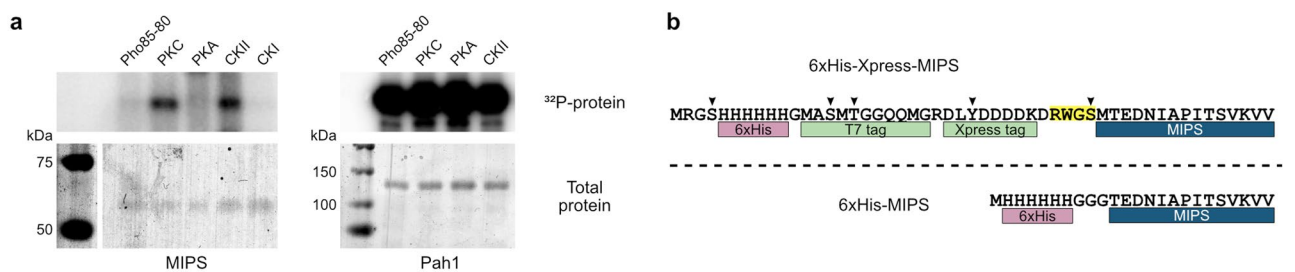 a
Pho85-80
PKC
PKA
CKII
CKI
Pho85-80
PKC
PKA
CKII
³²P-protein
kDa
75
50
kDa
150
100
Total
protein
MIPS
Pah1
b
6xHis-Xpress-MIPS
MRGSHHHHHHGMASMTGGQQMGRDLYDDDDKDRWGSMTEDNIAPITSVKVV
6xHis
T7 tag
Xpress tag
MIPS
6xHis-MIPS
MHHHHHHGGGTEDNIAPITSVKVV
6xHis
MIPS